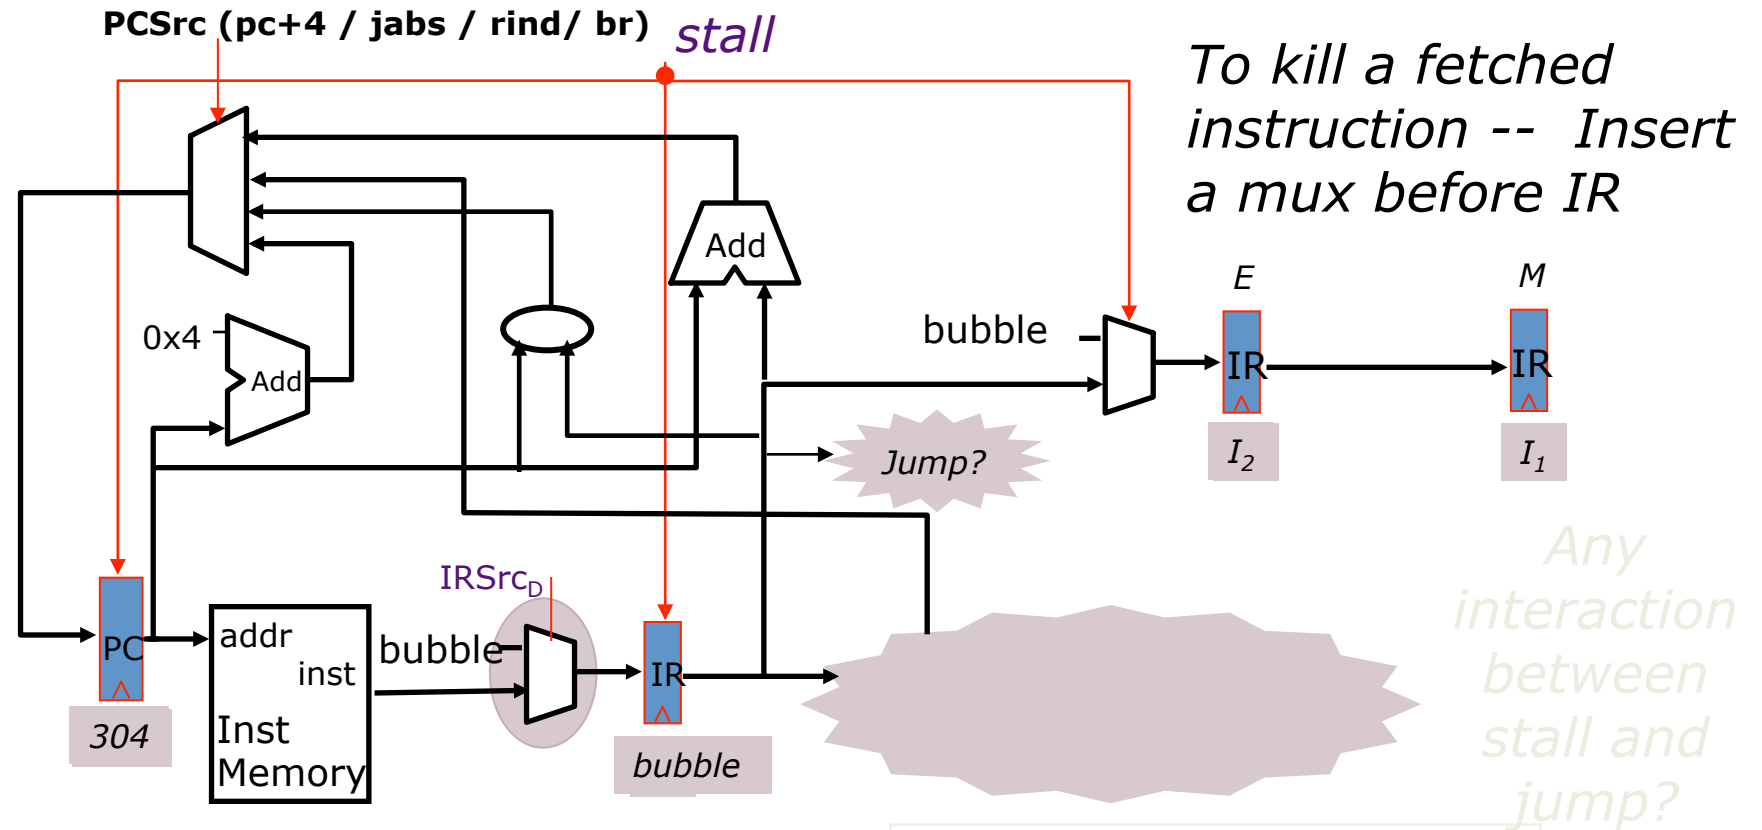 PCSrc (pc+4 / jabs / rind/ br)
stall
To kill a fetched
instruction -- Insert
a mux before IR
Add
E
M
0x4
Add
bubble
IR
IR
Jump?
I2
I1
Any
interaction
between
stall and
jump?
IRSrcD
PC
addr
inst
Inst
Memory
bubble
IR
304
bubble